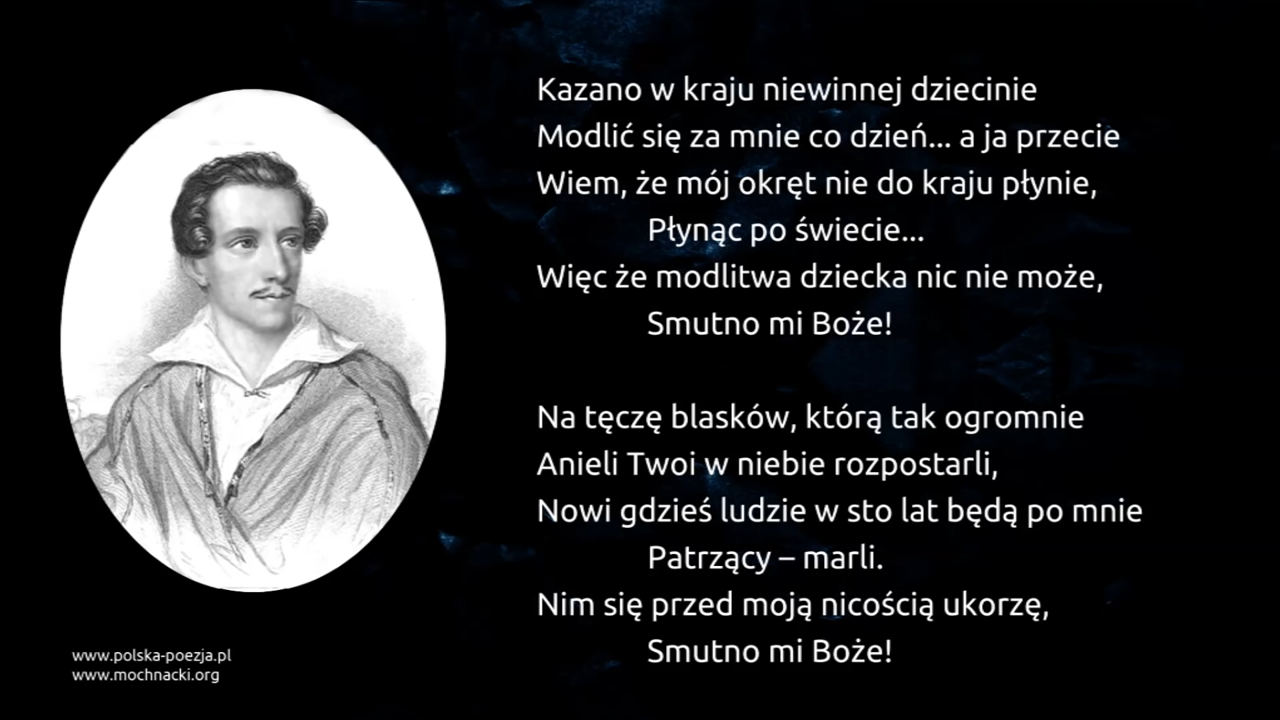 Kazano w kraju niewinnej dziecinie
Modlić się za mnie co dzień... a ja przecie
Wiem, że mój okręt nie do kraju płynie,
Płynąc po świecie...
Więc że modlitwa dziecka nic nie może,
Smutno mi Boże!
Na tęczę blasków, którą tak ogromnie
Anieli Twoi w niebie rozpostarli,
Nowi gdzieś ludzie w sto lat będą po mnie
Patrzący – marli.
Nim się przed moją nicością ukorzę,
Smutno mi Boże!
www.polska-poezja.pl
www.mochnacki.org